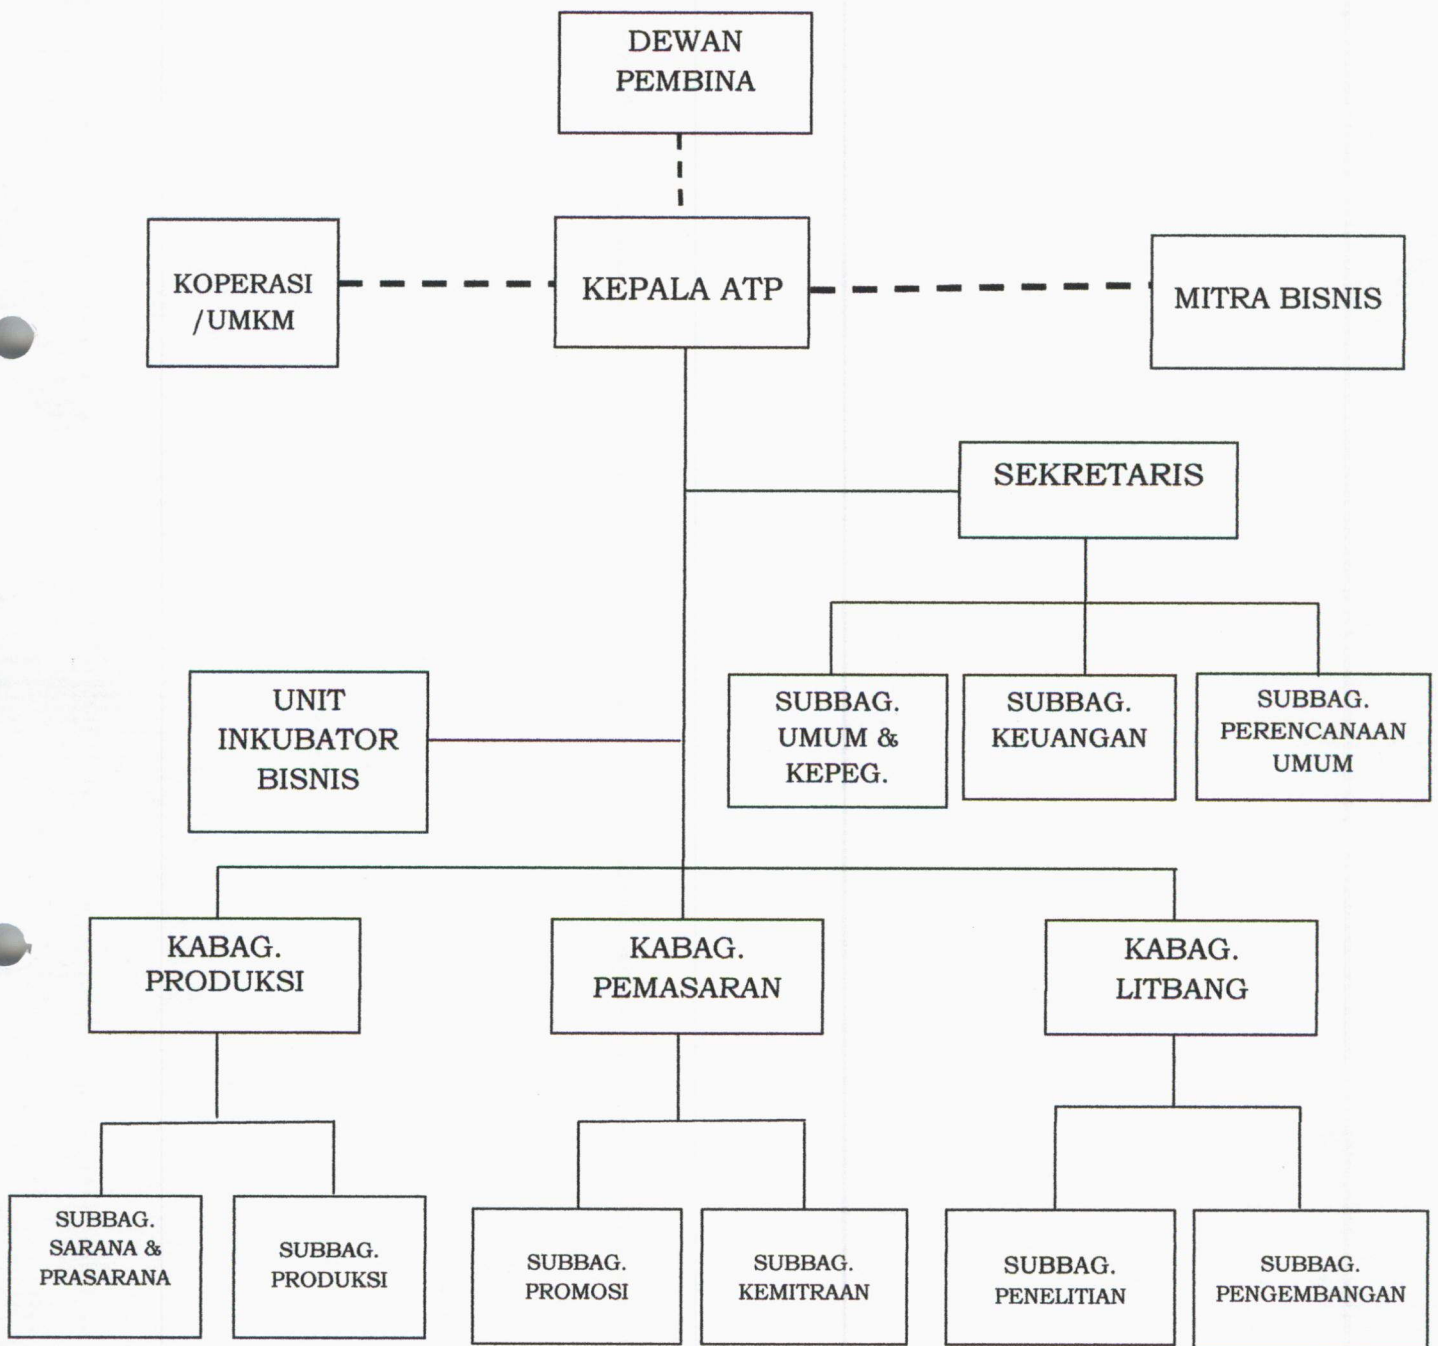 DEWAN
PEMBINA
KOPERASI
/UMKM
KEPALA ATP
MITRA BISNIS
SEKRETARIS
UNIT
INKUBATOR
BISNIS
SUBBAG.
UMUM &
KEPEG.
SUBBAG.
KEUANGAN
SUBBAG.
PERENCANAAN
UMUM
KABAG.
PRODUKSI
KABAG.
PEMASARAN
KABAG.
LITBANG
SUBBAG.
SARANA &
PRASARANA
SUBBAG.
PRODUKSI
SUBBAG.
PROMOSI
SUBBAG.
KEMITRAAN
SUBBAG.
PENELITIAN
SUBBAG.
PENGEMBANGAN